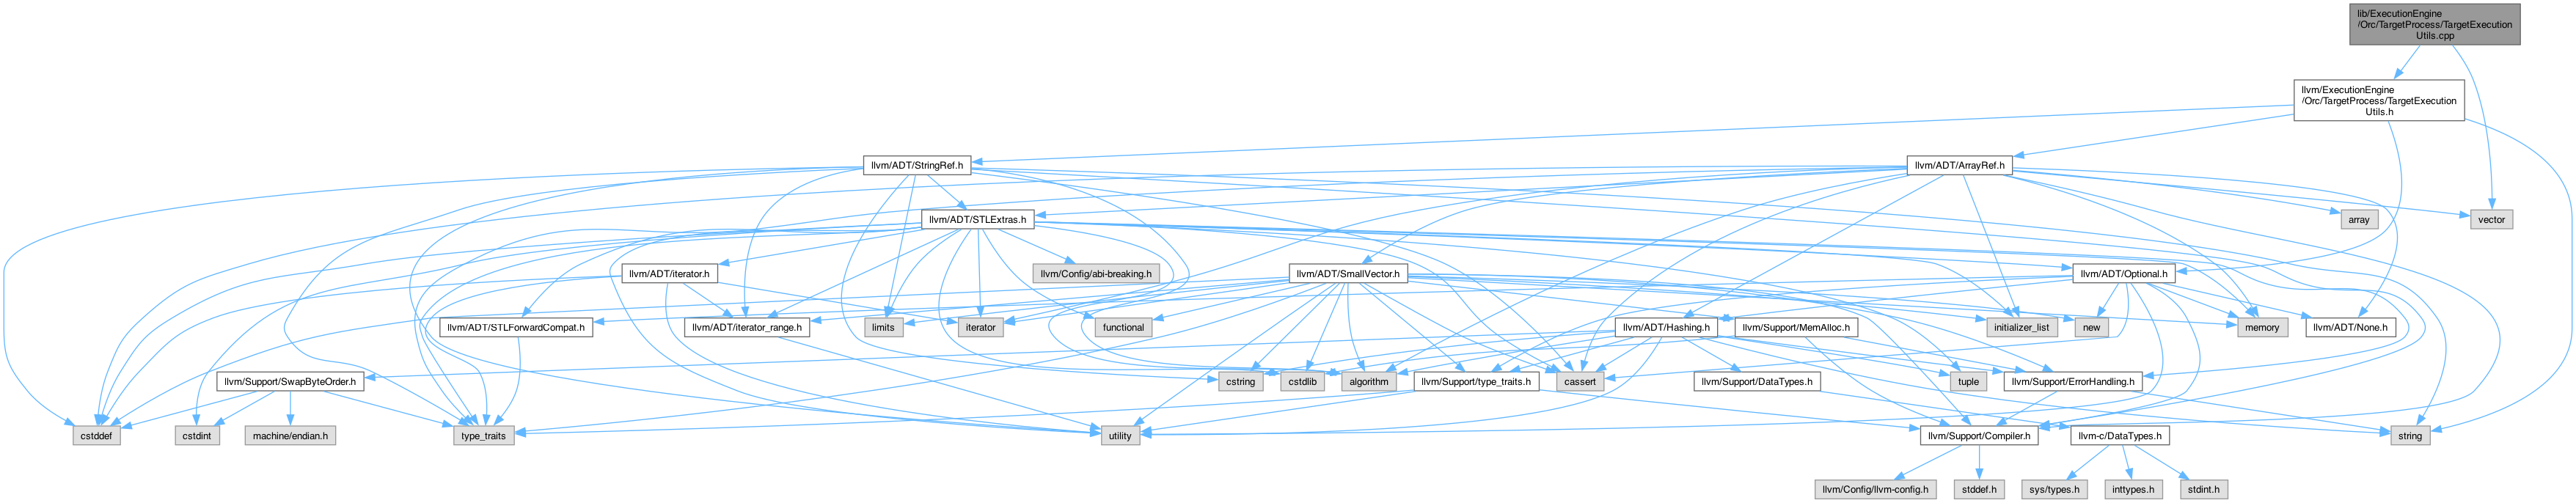 lib/ExecutionEngine
/Orc/TargetProcess/TargetExecution
Utils.cpp
llvm/ExecutionEngine
/Orc/TargetProcess/TargetExecution
Utils.h
llvm/ADT/StringRef.h
llvm/ADT/ArrayRef.h
llvm/ADT/STLExtras.h
array
vector
llvm/ADT/iterator.h
llvm/Config/abi-breaking.h
llvm/ADT/SmallVector.h
llvm/ADT/Optional.h
llvm/ADT/STLForwardCompat.h
llvm/ADT/iterator_range.h
limits
iterator
functional
llvm/ADT/Hashing.h
llvm/Support/MemAlloc.h
initializer_list
new
memory
llvm/ADT/None.h
llvm/Support/SwapByteOrder.h
cstring
cstdlib
algorithm
llvm/Support/type_traits.h
cassert
llvm/Support/DataTypes.h
tuple
llvm/Support/ErrorHandling.h
cstddef
cstdint
machine/endian.h
type_traits
utility
llvm/Support/Compiler.h
llvm-c/DataTypes.h
string
llvm/Config/llvm-config.h
stddef.h
sys/types.h
inttypes.h
stdint.h